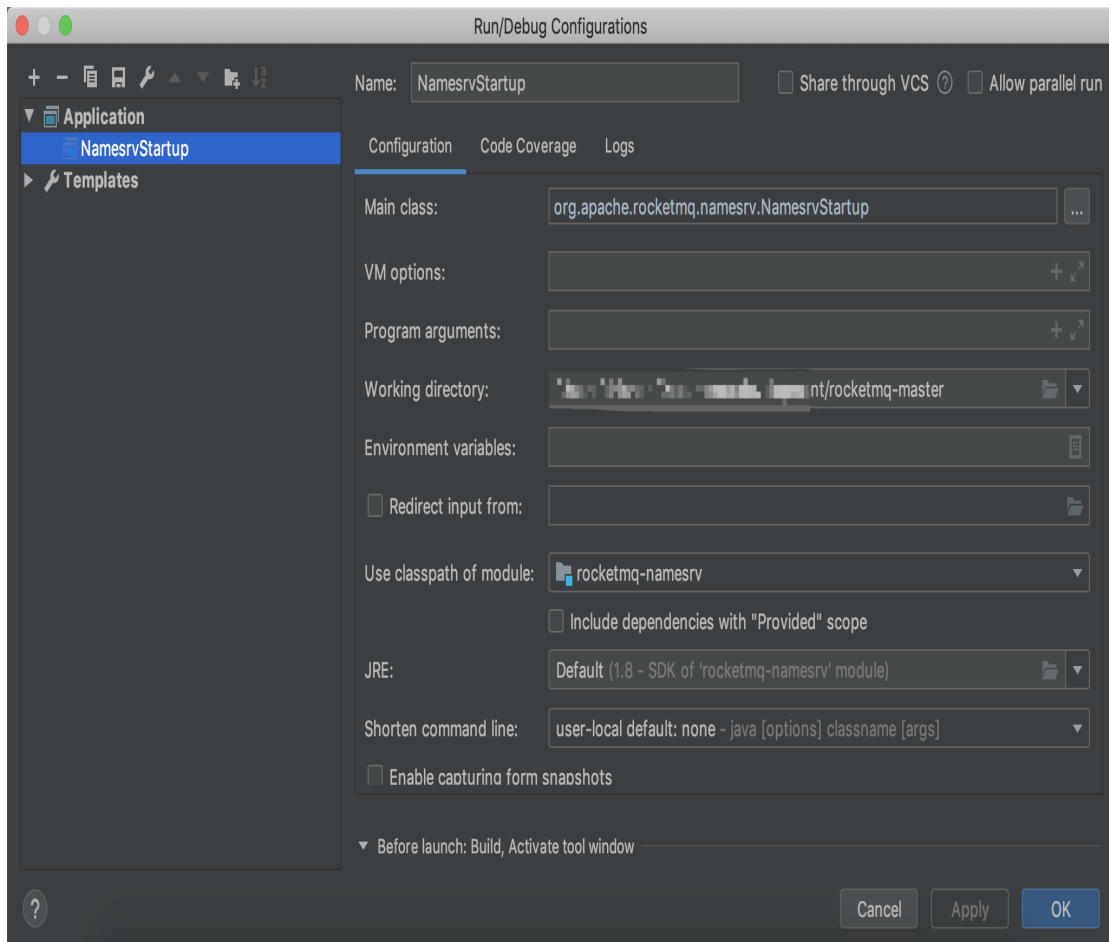 Run/Debug Configurations
Name: NamesrvStartup Share through VCS ? Allow parallel run
Application
NamesrvStartup
Templates
Configuration Code Coverage Logs
Main class: org.apache.rocketmq.namesrv.NamesrvStartup ...
VM options:
Program arguments:
Working directory: nt/rocketmq-master
Environment variables:
Redirect input from:
Use classpath of module: rocketmq-namesrv
Include dependencies with "Provided" scope
JRE: Default (1.8 - SDK of 'rocketmq-namesrv' module)
Shorten command line: user-local default: none - java [options] classname [args]
Enable capturing form snapshots
Before launch: Build, Activate tool window
? Cancel Apply OK